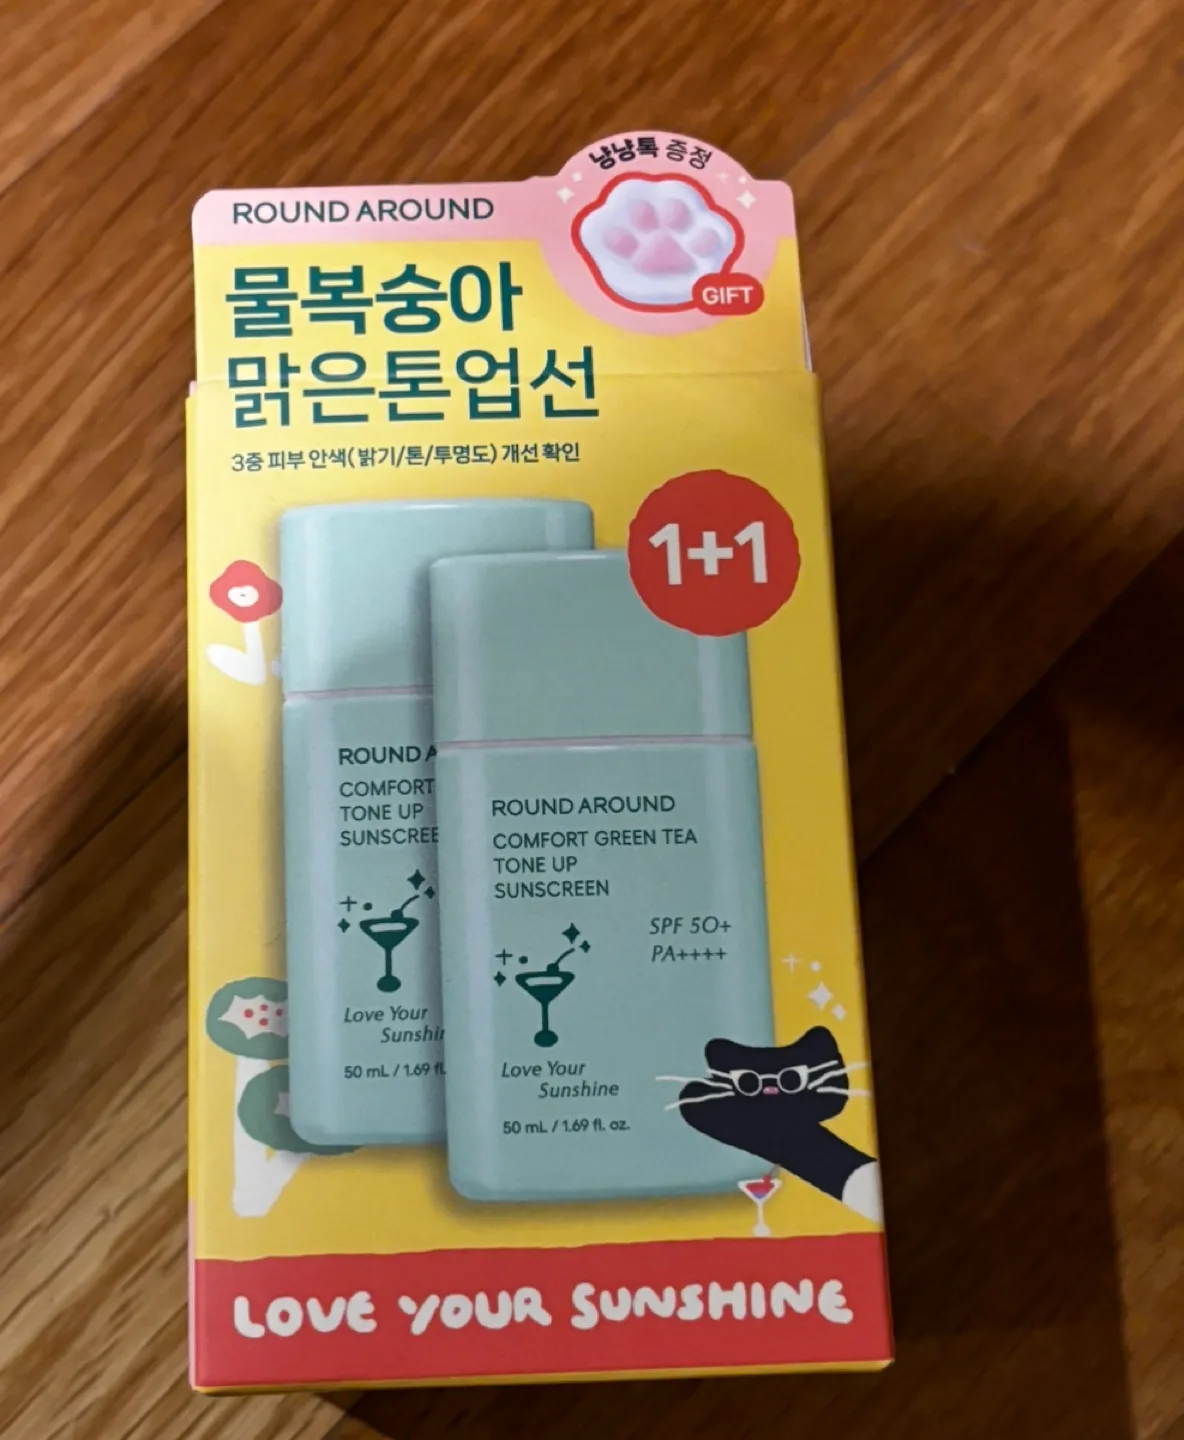 냥냥톡 증정
ROUND AROUND
GIFT
물복숭아
맑은톤업선
3중 피부 안색(밝기/톤/투명도) 개선 확인
1+1
ROUND A
COMFORT
TONE UP
SUNSCREE
Love Your
Sunshin
50 mL / 1.69 fl.
ROUND AROUND
COMFORT GREEN TEA
TONE UP
SUNSCREEN
SPF 50+
PA++++
Love Your
Sunshine
50 mL / 1.69 fl. oz.
LOVE YOUR SUNSHINE